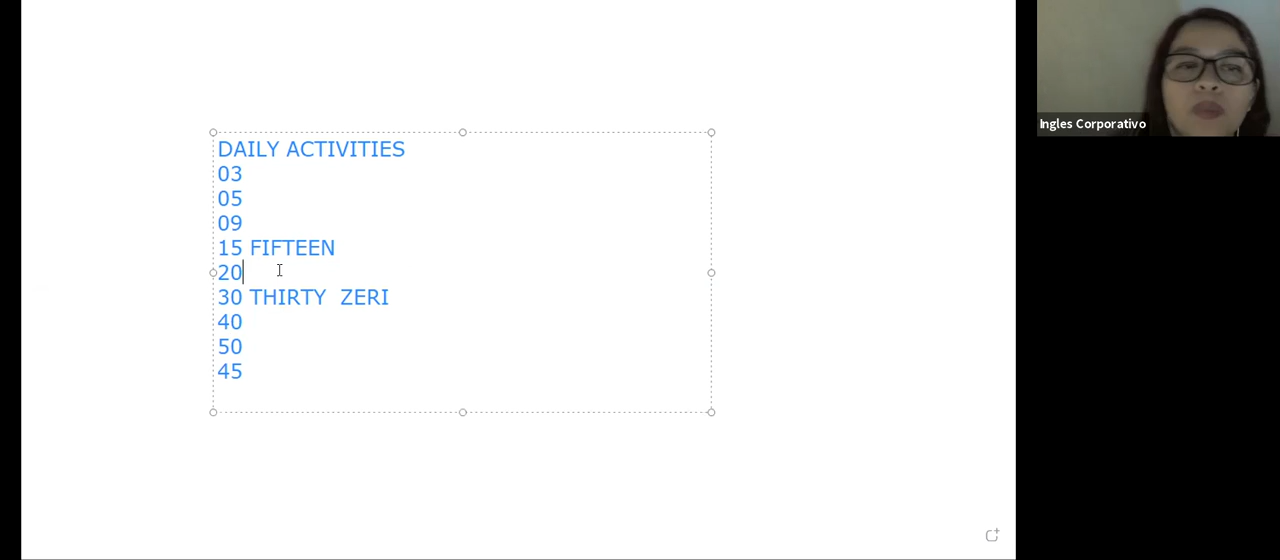 DAILY ACTIVITIES
03
05
09
15 FIFTEEN
20
30 THIRTY  ZERI
40
50
45
Ingles Corporativo